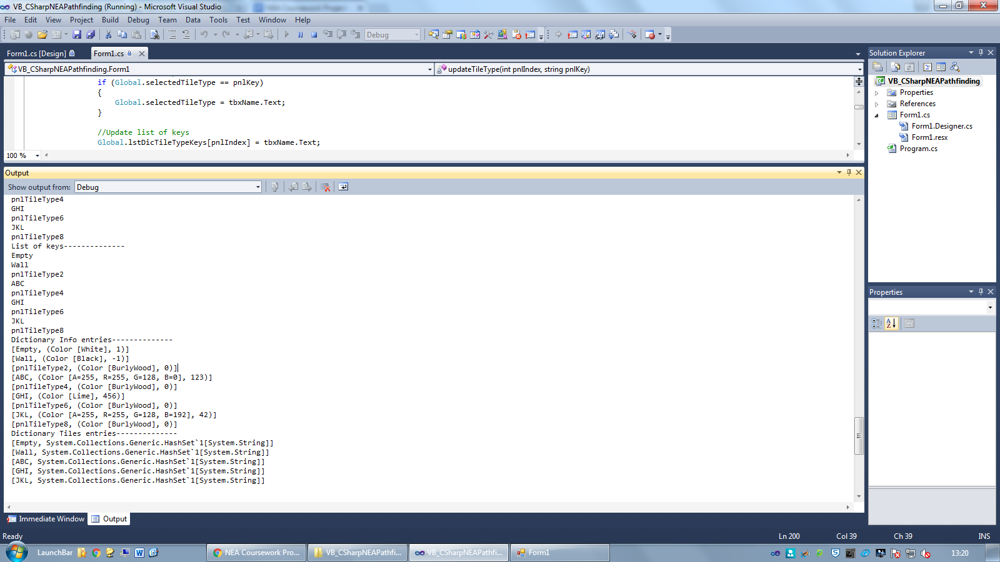 VB_CSharpNEAPathfinding (Running) - Microsoft Visual Studio
File Edit View Project Build Debug Team Data Tools Test Window Help
Debug
Form1.cs [Design]
Form1.cs
VB_CSharpNEAPathfinding.Form1
updateTileType(int pnlIndex, string pnlKey)
if (Global.selectedTileType == pnlKey)
{
Global.selectedTileType = tbxName.Text;
}
//Update list of keys
Global.lstDicTileTypeKeys[pnlIndex] = tbxName.Text;
100 %
Output
Show output from: Debug
pnlTileType4
GHI
pnlTileType6
JKL
pnlTileType8
List of keys--------------
Empty
Wall
pnlTileType2
ABC
pnlTileType4
GHI
pnlTileType6
JKL
pnlTileType8
Dictionary Info entries--------------
[Empty, (Color [White], 1)]
[Wall, (Color [Black], -1)]
[pnlTileType2, (Color [BurlyWood], 0)]
[ABC, (Color [A=255, R=255, G=128, B=0], 123)]
[pnlTileType4, (Color [BurlyWood], 0)]
[GHI, (Color [Lime], 456)]
[pnlTileType6, (Color [BurlyWood], 0)]
[JKL, (Color [A=255, R=255, G=128, B=192], 42)]
[pnlTileType8, (Color [BurlyWood], 0)]
Dictionary Tiles entries--------------
[Empty, System.Collections.Generic.HashSet`1[System.String]]
[Wall, System.Collections.Generic.HashSet`1[System.String]]
[ABC, System.Collections.Generic.HashSet`1[System.String]]
[GHI, System.Collections.Generic.HashSet`1[System.String]]
[JKL, System.Collections.Generic.HashSet`1[System.String]]
Immediate Window
Output
Solution Explorer
VB_CSharpNEAPathfinding
Properties
References
Form1.cs
Form1.Designer.cs
Form1.resx
Program.cs
Properties
Ready
Ln 200
Col 39
Ch 39
INS
LaunchBar
NEA Coursework Pro...
VB_CSharpNEAPathfi...
VB_CSharpNEAPathfi...
Form1
13:20